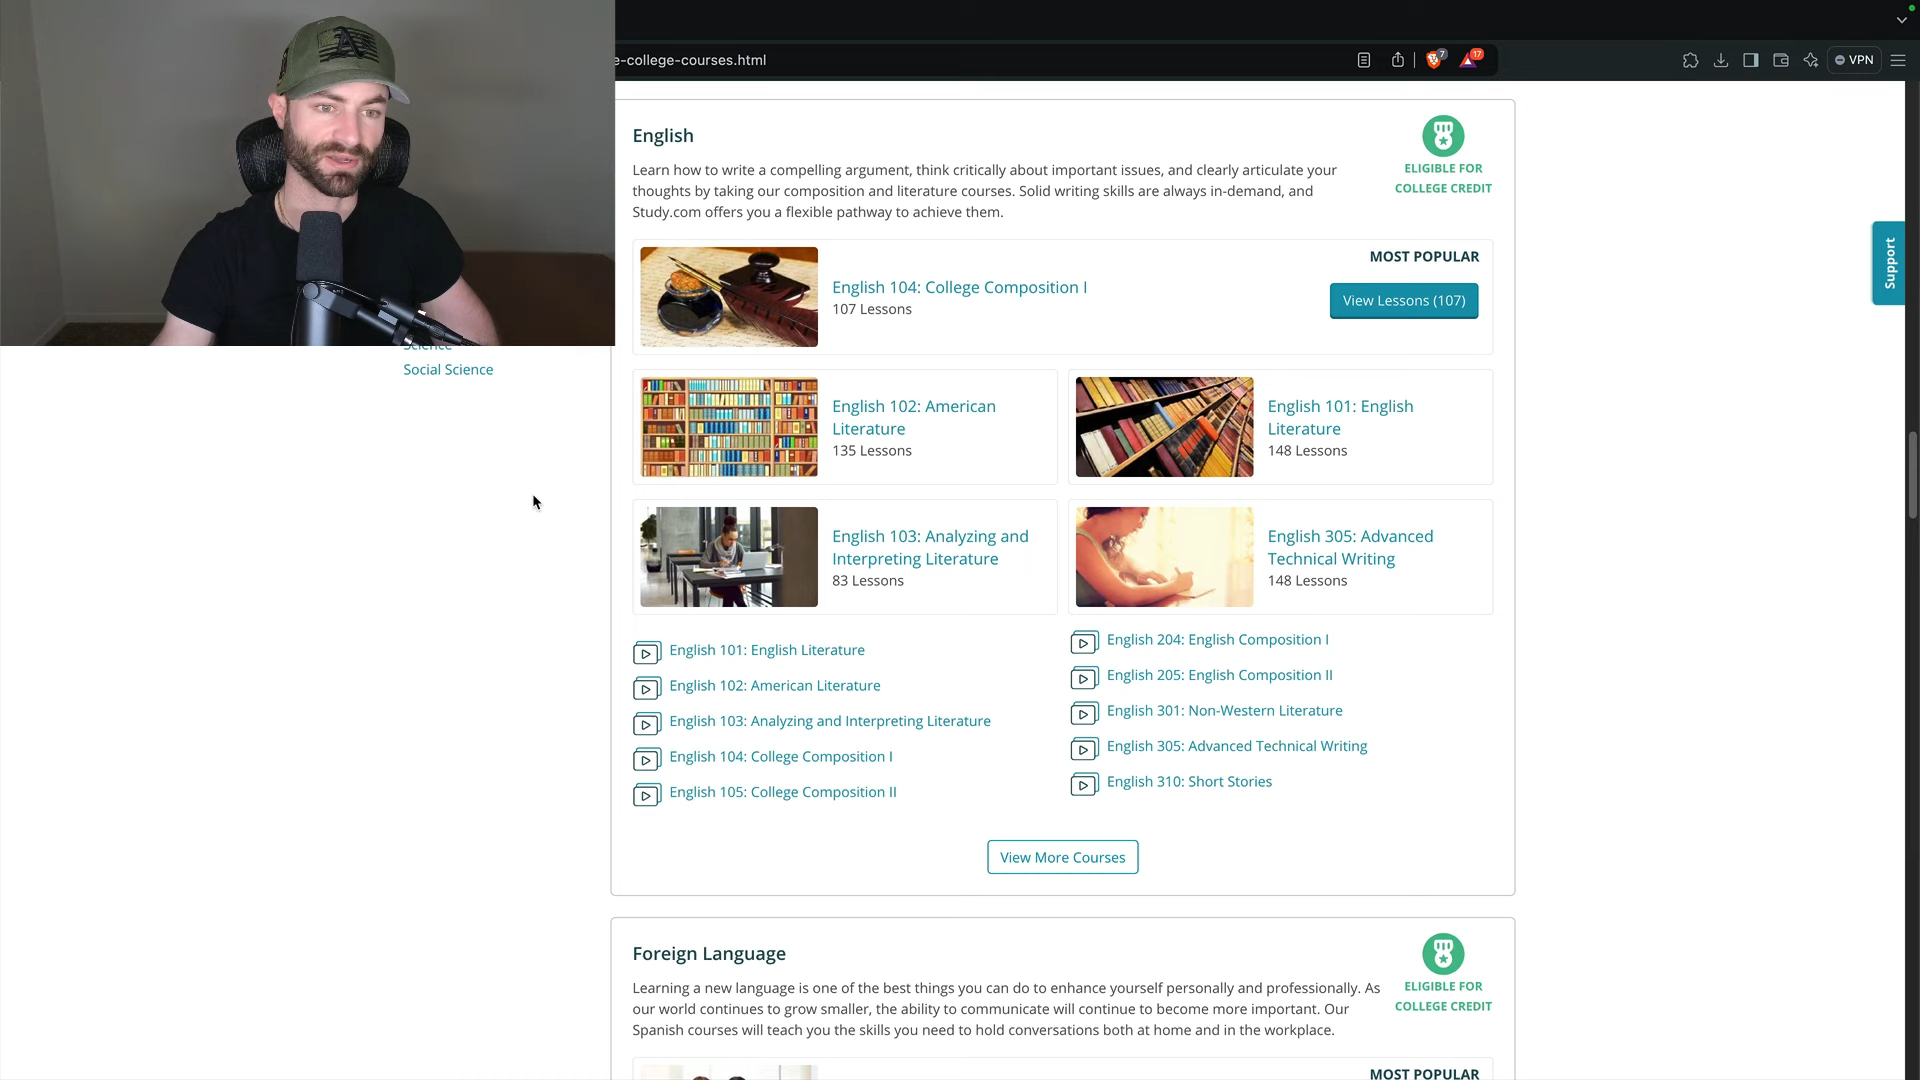 e-college-courses.html
7
17
VPN
English
ELIGIBLE FOR
COLLEGE CREDIT
Learn how to write a compelling argument, think critically about important issues, and clearly articulate your
thoughts by taking our composition and literature courses. Solid writing skills are always in-demand, and
Study.com offers you a flexible pathway to achieve them.
Support
MOST POPULAR
English 104: College Composition I
107 Lessons
View Lessons (107)
Science
Social Science
English 102: American
Literature
135 Lessons
English 101: English
Literature
148 Lessons
English 103: Analyzing and
Interpreting Literature
83 Lessons
English 305: Advanced
Technical Writing
148 Lessons
English 101: English Literature
English 102: American Literature
English 103: Analyzing and Interpreting Literature
English 104: College Composition I
English 105: College Composition II
English 204: English Composition I
English 205: English Composition II
English 301: Non-Western Literature
English 305: Advanced Technical Writing
English 310: Short Stories
View More Courses
Foreign Language
ELIGIBLE FOR
COLLEGE CREDIT
Learning a new language is one of the best things you can do to enhance yourself personally and professionally. As
our world continues to grow smaller, the ability to communicate will continue to become more important. Our
Spanish courses will teach you the skills you need to hold conversations both at home and in the workplace.
MOST POPULAR